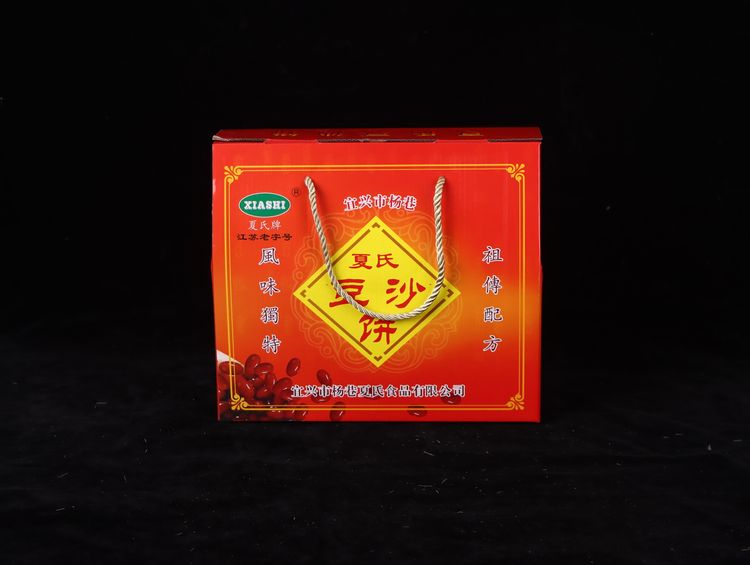 XIASHI
®
夏氏牌
江苏老字号
宜兴市杨巷
風味獨特
夏氏
豆沙
饼
祖傳配方
宜兴市杨巷夏氏食品有限公司